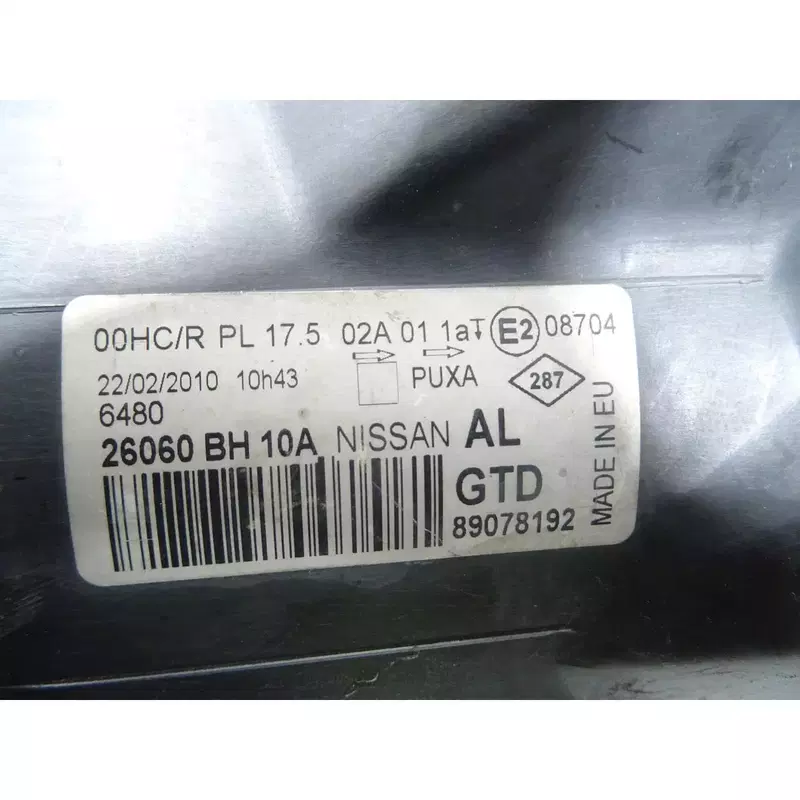 00HC/R PL 17.5 02A 01 1a E2 08704
22/02/2010 10h43 PUXA 287
6480
26060 BH 10A NISSAN AL
GTD
89078192
MADE IN EU